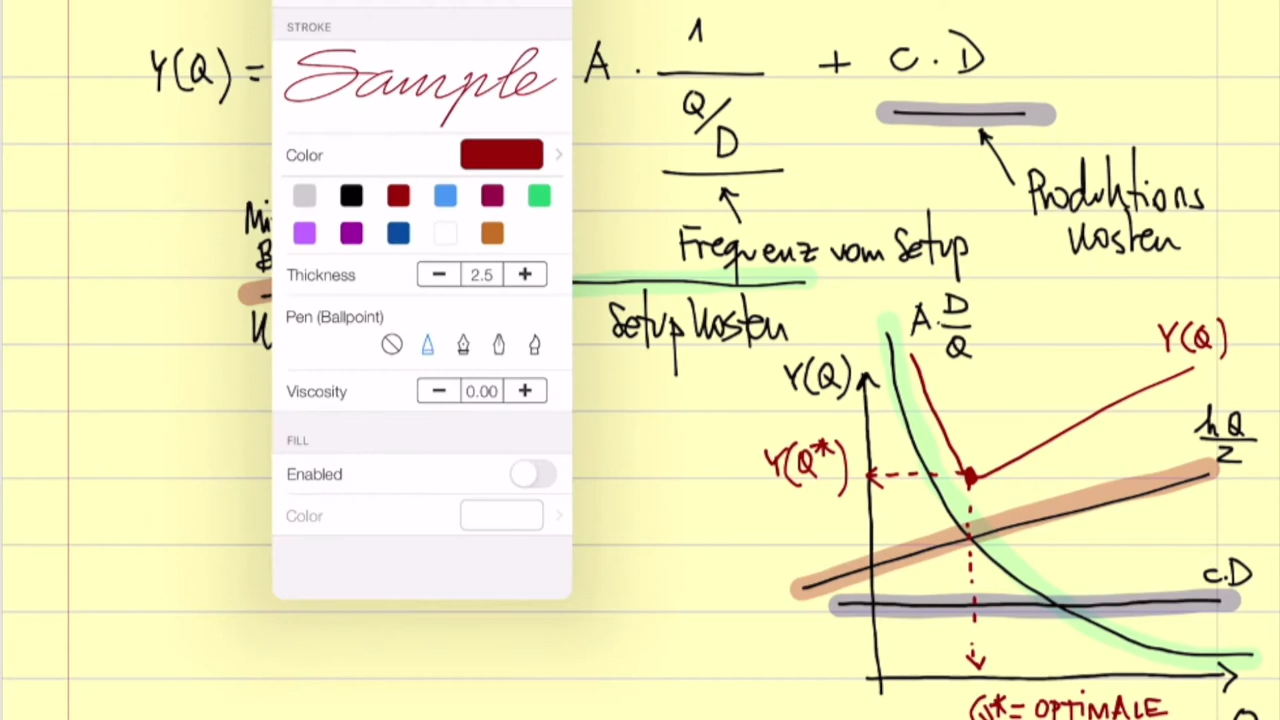 STROKE
Sample
Color
Thickness
− 2.5 +
Pen (Ballpoint)
Viscosity
− 0.00 +
FILL
Enabled
Color
Y(Q) =
A · 1 / (Q/D) + c.D
Produktions
kosten
Frequenz vom Setup
Setup kosten
A·D/Q
Y(Q)
Y(Q)
hQ/2
Y(Q*)
c.D
Q*= OPTIMALE